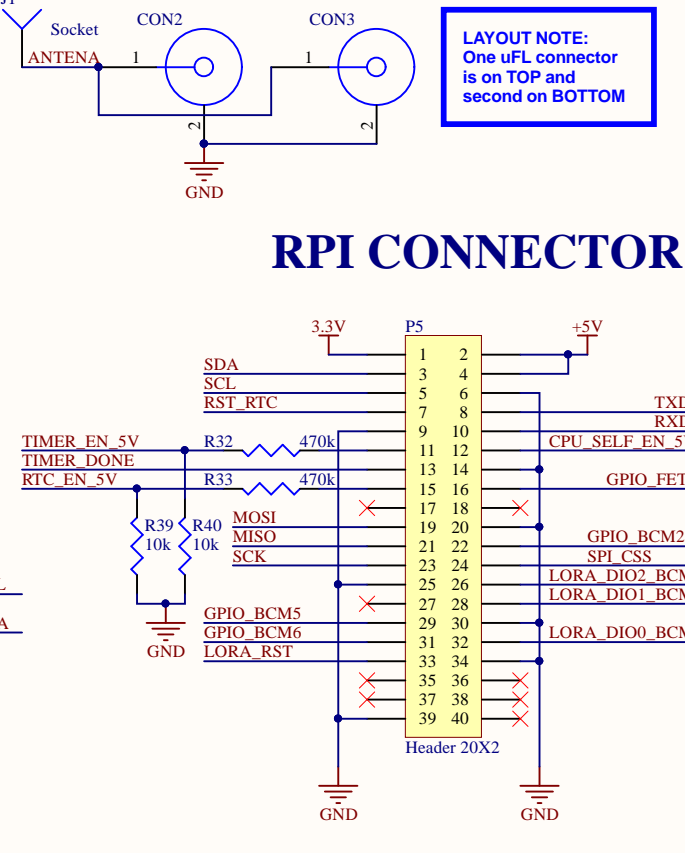 Socket
CON2
CON3
ANTENA
1
1
2
2
GND
LAYOUT NOTE:
One uFL connector
is on TOP and
second on BOTTOM
RPI CONNECTOR
3.3V
P5
+5V
1 2
SDA
3 4
SCL
5 6
RST_RTC
7 8
TXD
9 10
RXD
TIMER_EN_5V
R32
470k
11 12
CPU_SELF_EN_5V
TIMER_DONE
13 14
RTC_EN_5V
R33
470k
15 16
GPIO_FET
17 18
R39
10k
R40
10k
MOSI
19 20
MISO
21 22
GPIO_BCM2
SCK
23 24
SPI_CSS
25 26
LORA_DIO2_BCM
27 28
LORA_DIO1_BCM
GPIO_BCM5
29 30
GPIO_BCM6
31 32
LORA_DIO0_BCM
LORA_RST
33 34
GND
35 36
37 38
39 40
Header 20X2
GND
GND